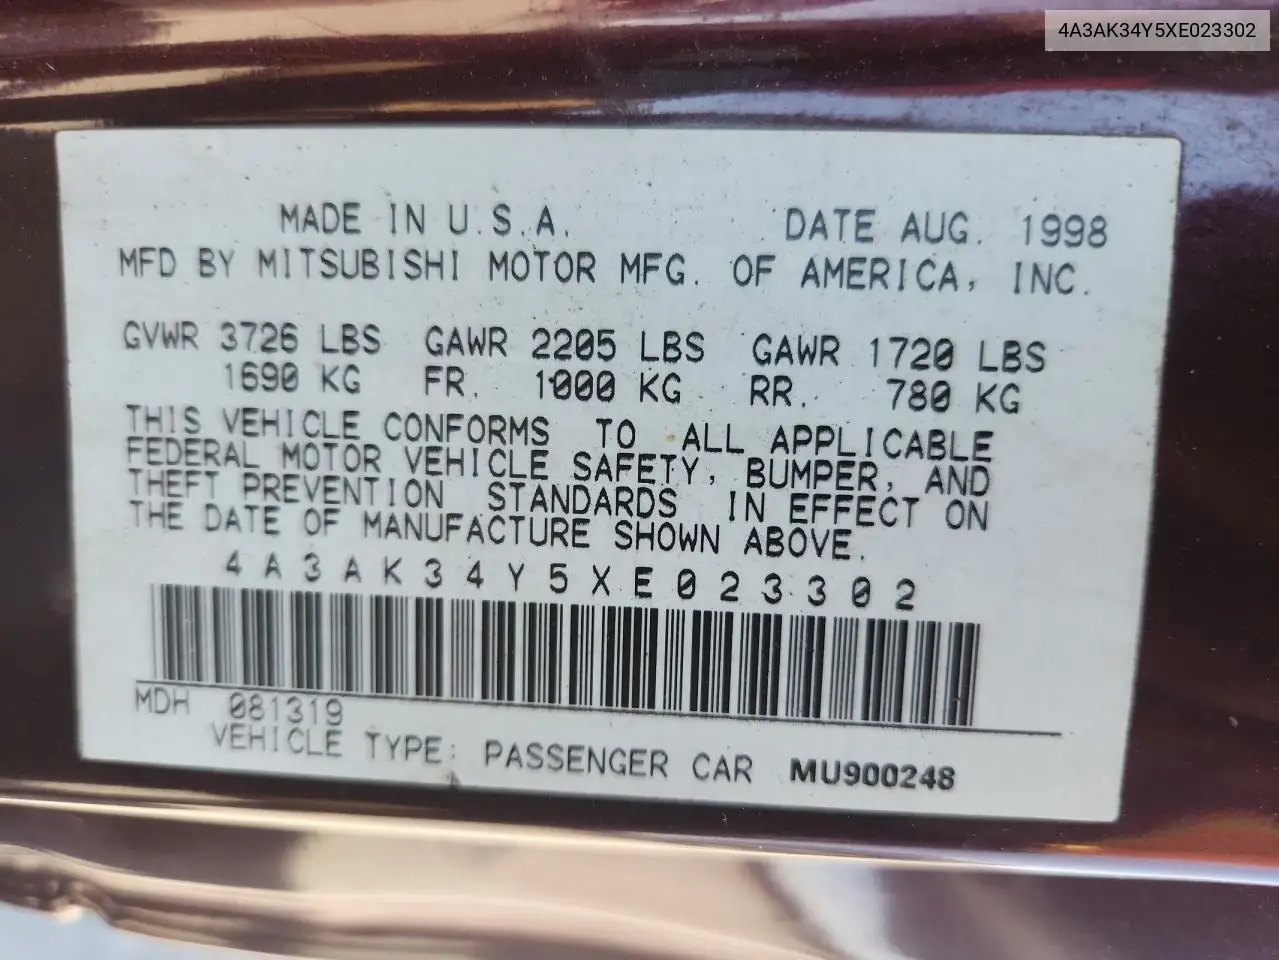 4A3AK34Y5XE023302
MADE IN U.S.A. DATE AUG. 1998
MFD BY MITSUBISHI MOTOR MFG. OF AMERICA, INC.
GVWR 3726 LBS GAWR 2205 LBS GAWR 1720 LBS
1690 KG FR. 1000 KG RR. 780 KG
THIS VEHICLE CONFORMS TO ALL APPLICABLE
FEDERAL MOTOR VEHICLE SAFETY, BUMPER, AND
THEFT PREVENTION STANDARDS IN EFFECT ON
THE DATE OF MANUFACTURE SHOWN ABOVE.
4A3AK34Y5XE023302
MDH 081319
VEHICLE TYPE: PASSENGER CAR MU900248